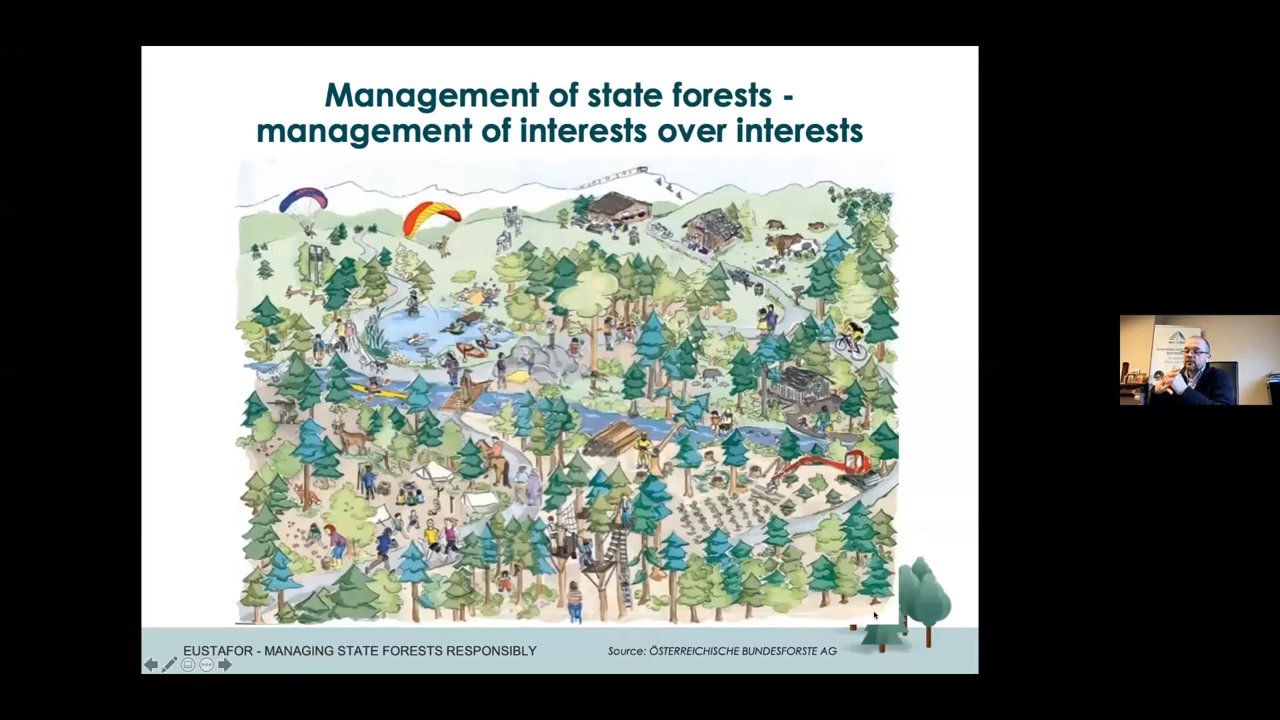 Management of state forests -
management of interests over interests
EUSTAFOR - MANAGING STATE FORESTS RESPONSIBLY
Source: ÖSTERREICHISCHE BUNDESFORSTE AG